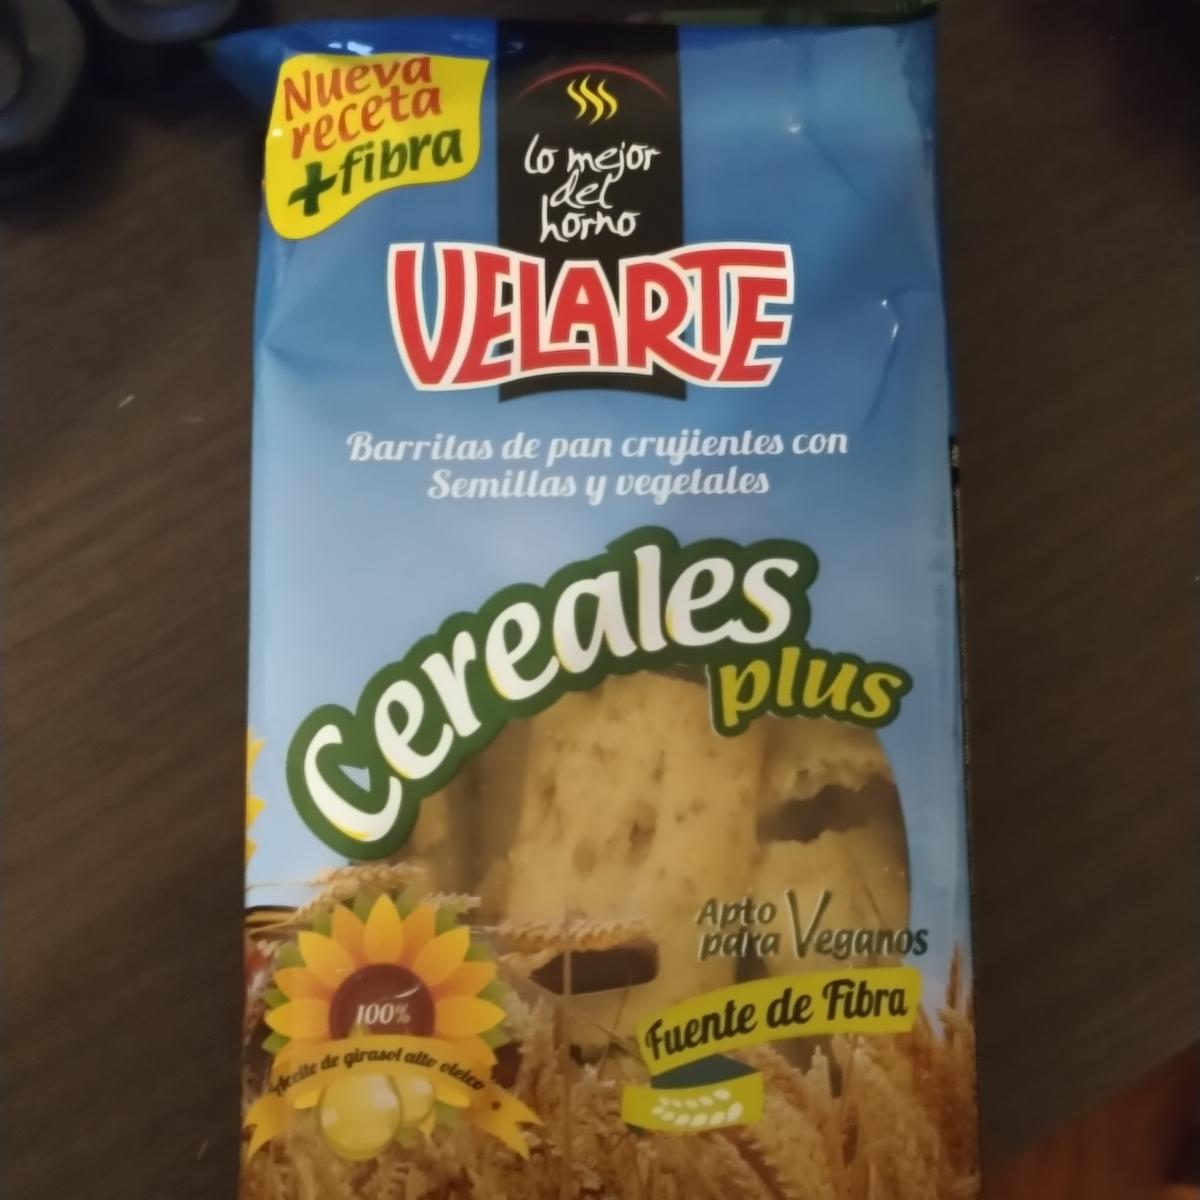 Nueva
receta
+fibra
lo mejor
del
horno
VELARTE
Barritas de pan crujientes con
Semillas y vegetales
Cereales
plus
Apto
para Veganos
Fuente de Fibra
100%
Aceite de girasol alto oleico